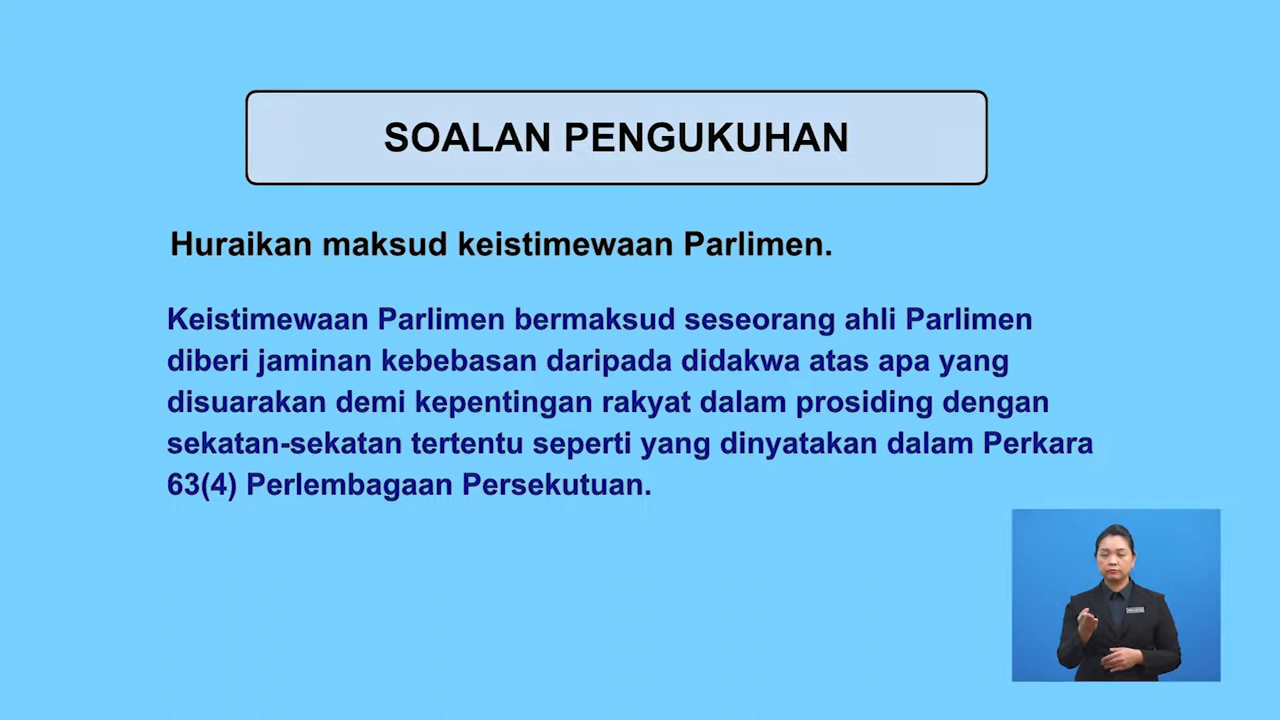 SOALAN PENGUKUHAN
Huraikan maksud keistimewaan Parlimen.
Keistimewaan Parlimen bermaksud seseorang ahli Parlimen
diberi jaminan kebebasan daripada didakwa atas apa yang
disuarakan demi kepentingan rakyat dalam prosiding dengan
sekatan-sekatan tertentu seperti yang dinyatakan dalam Perkara
63(4) Perlembagaan Persekutuan.